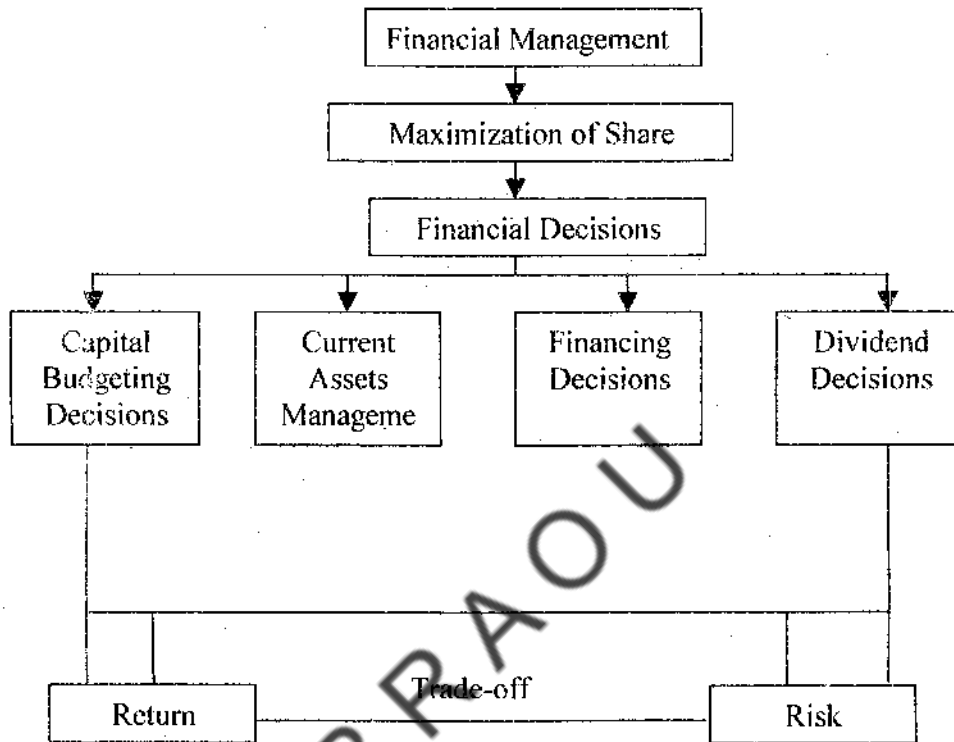 Financial Management
Maximization of Share
Financial Decisions
Capital
Budgeting
Decisions
Current
Assets
Manageme
Financing
Decisions
Dividend
Decisions
Trade-off
Return
Risk
R R A O U